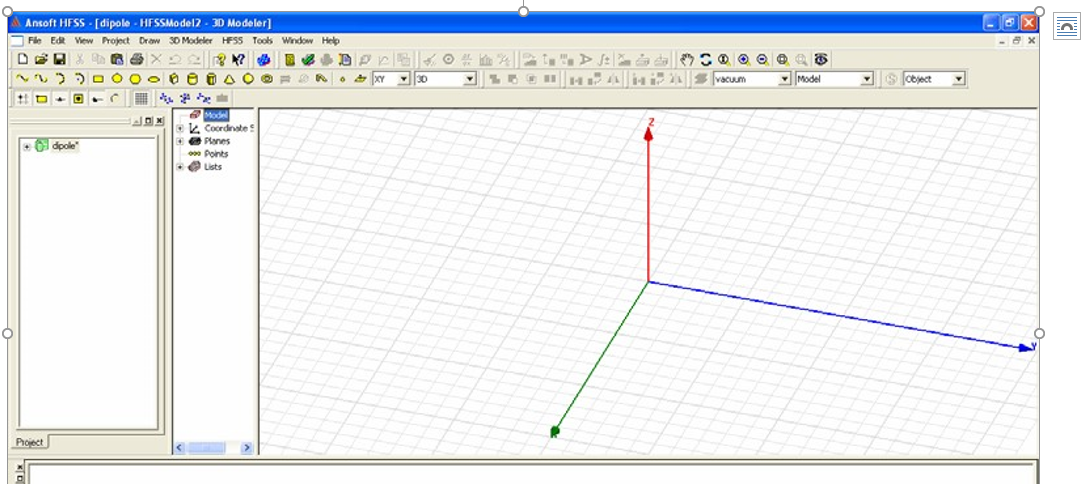 Ansoft HFSS - [dipole - HFSSModel2 - 3D Modeler]
File Edit View Project Draw 3D Modeler HFSS Tools Window Help
XY 3D vacuum Model Object
Model
Coordinate S
dipole*
Planes
Points
Lists
Z
Y
Project